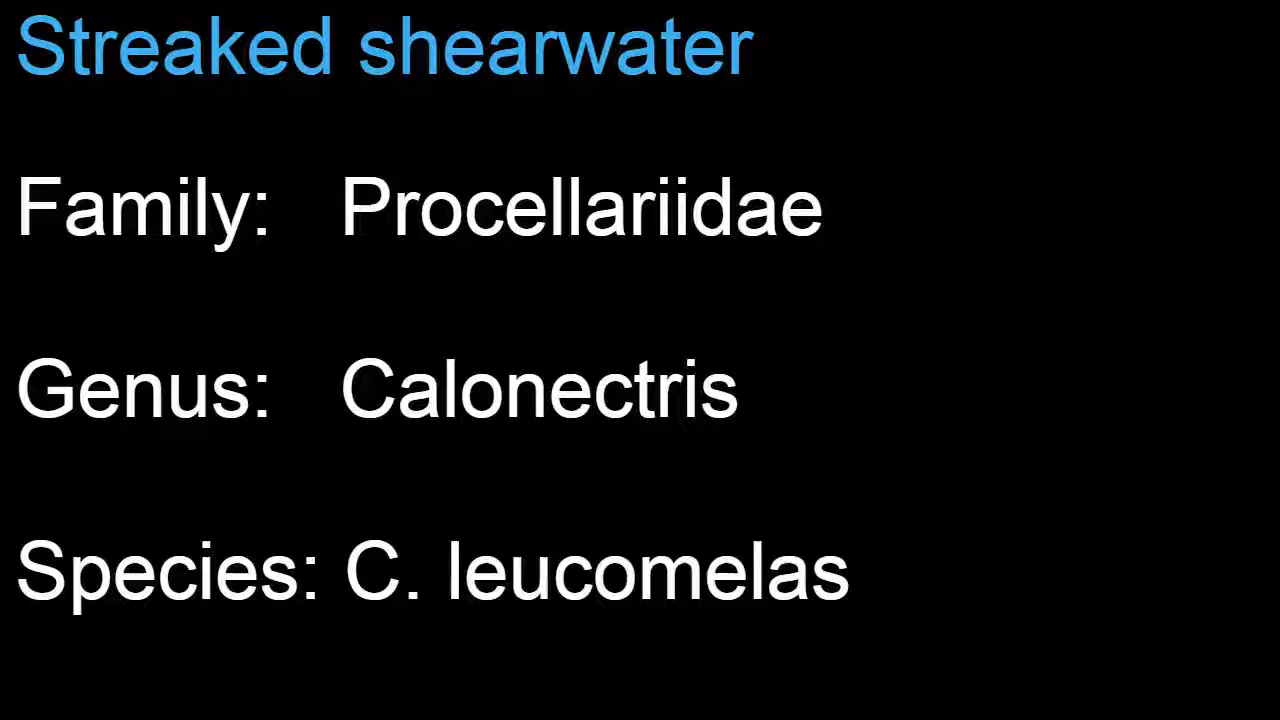 Streaked shearwater
Family: Procellariidae
Genus: Calonectris
Species: C. leucomelas